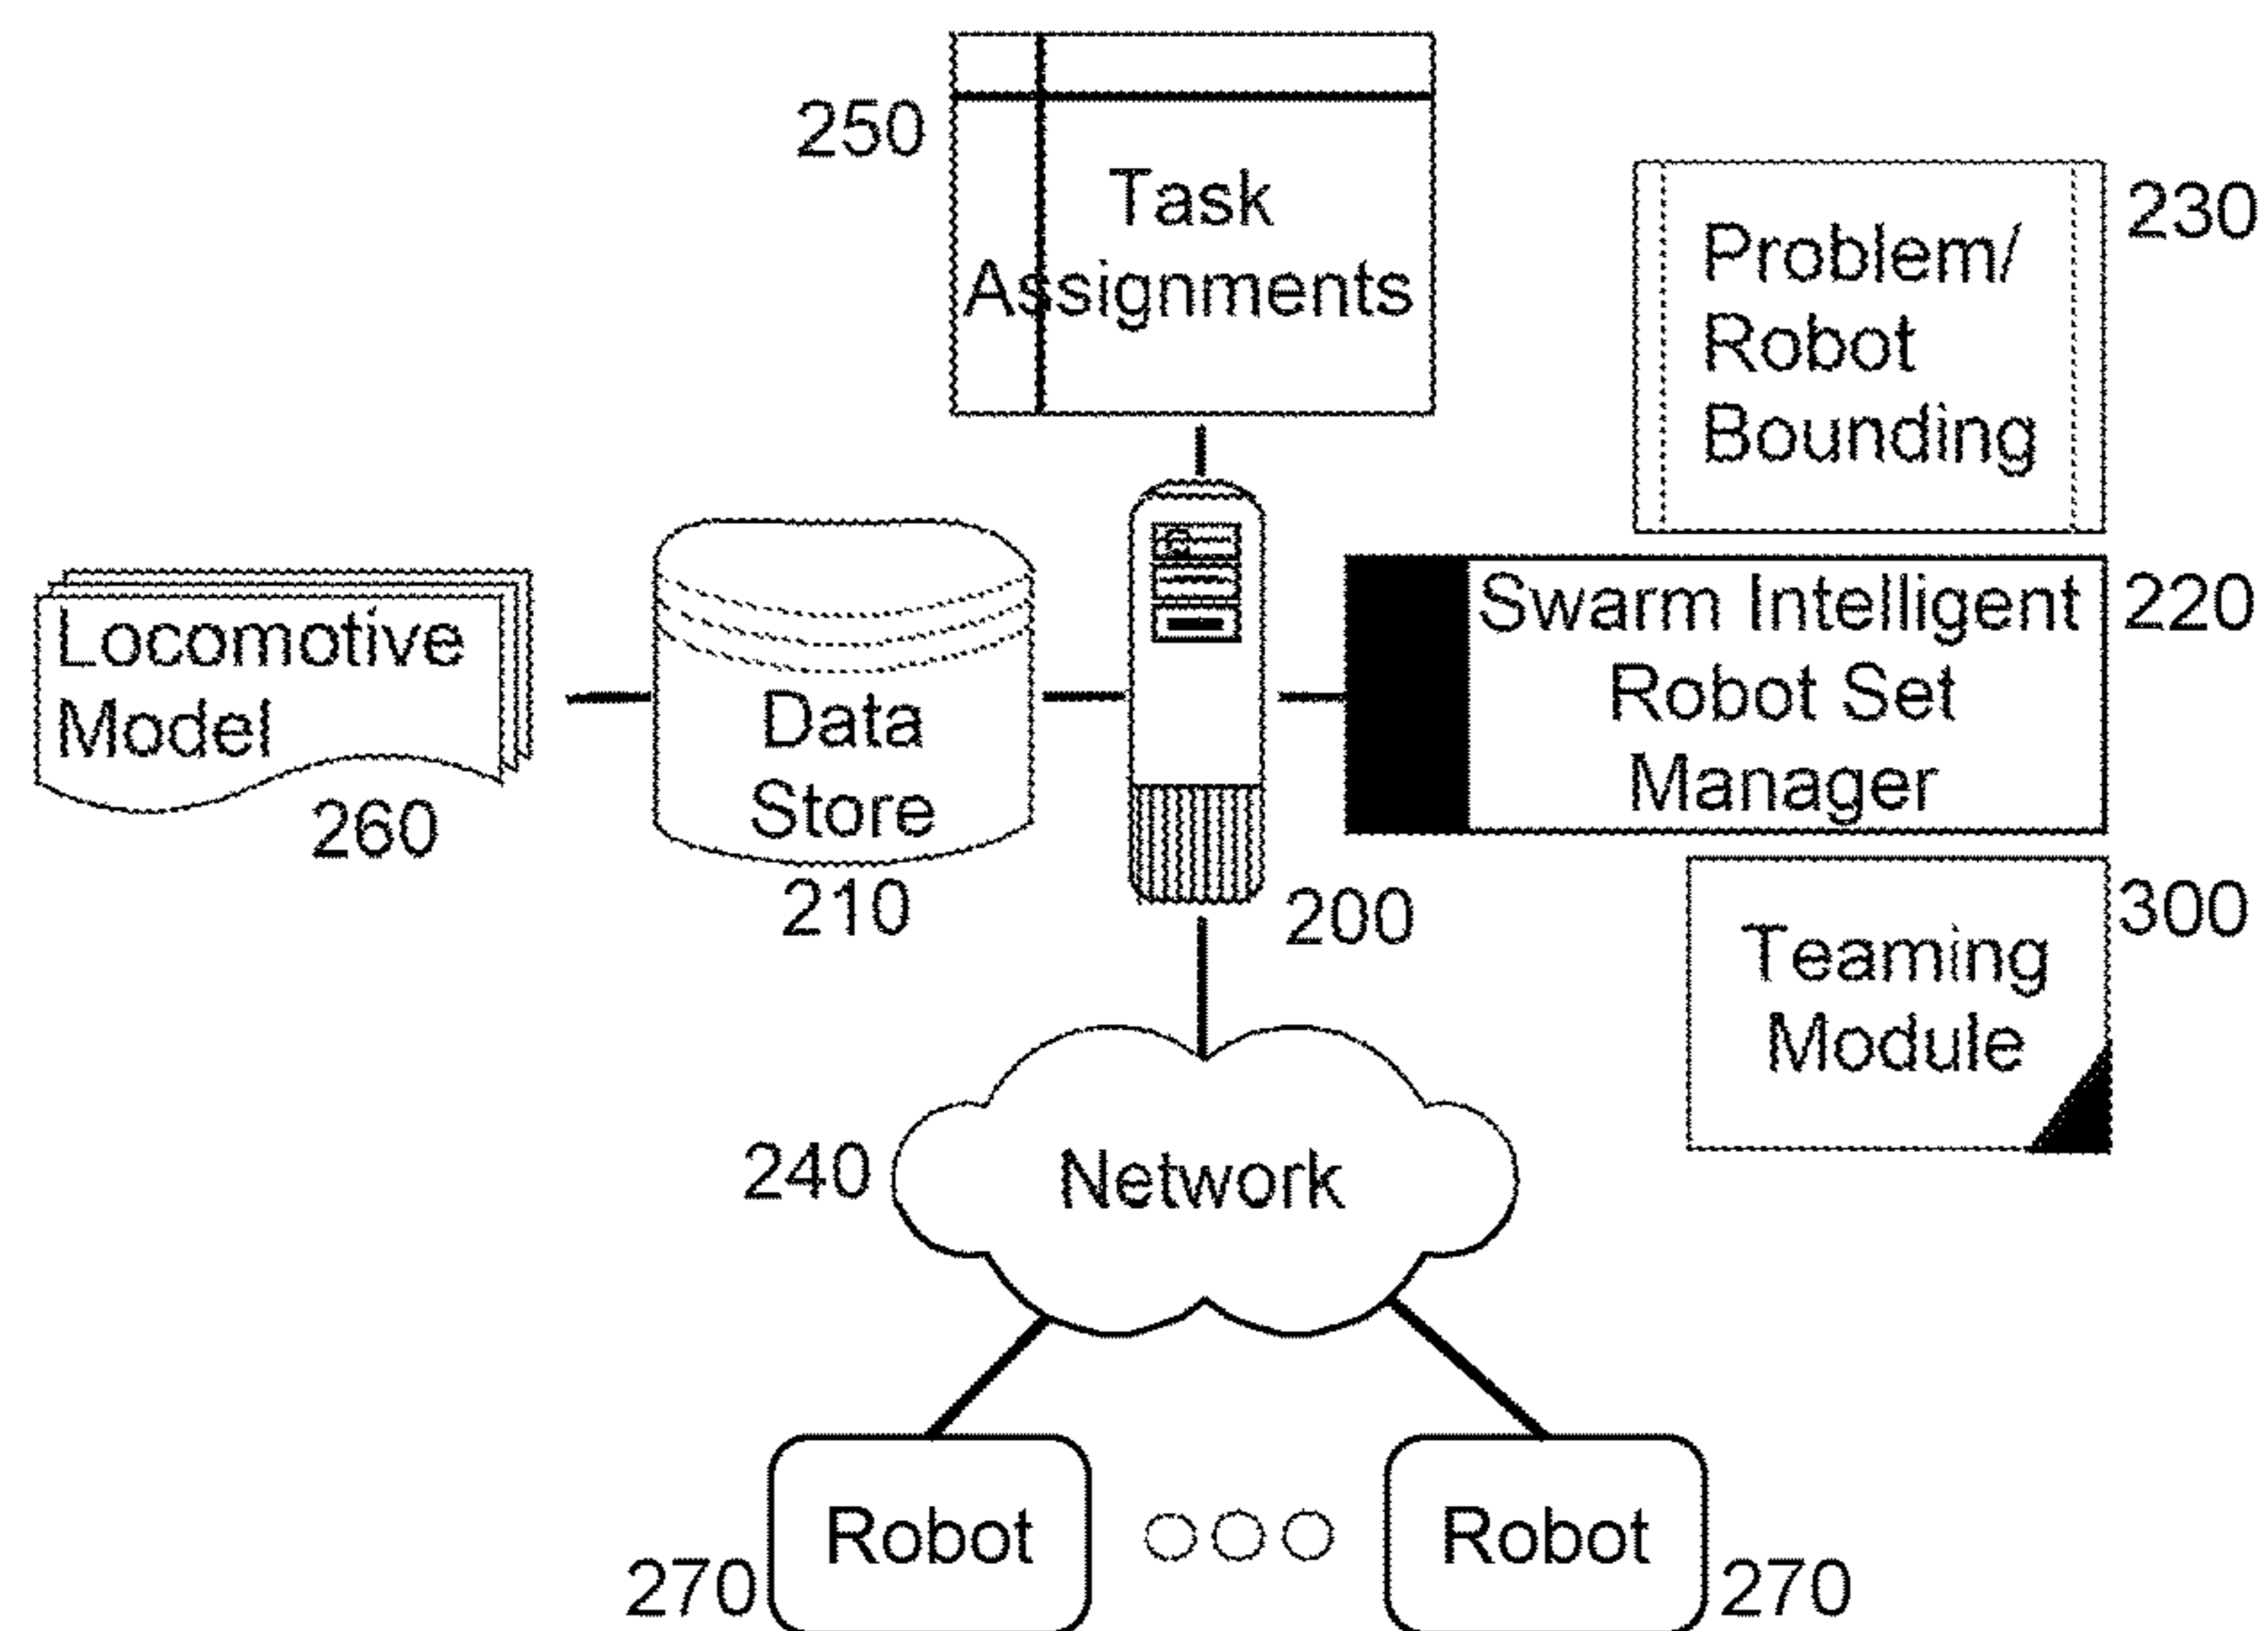 250
Task
Assignments
Problem/
Robot
Bounding
230
Locomotive
Model
260
Data
Store
210
200
Swarm Intelligent
Robot Set
Manager
220
Teaming
Module
300
240
Network
270
Robot
Robot
270